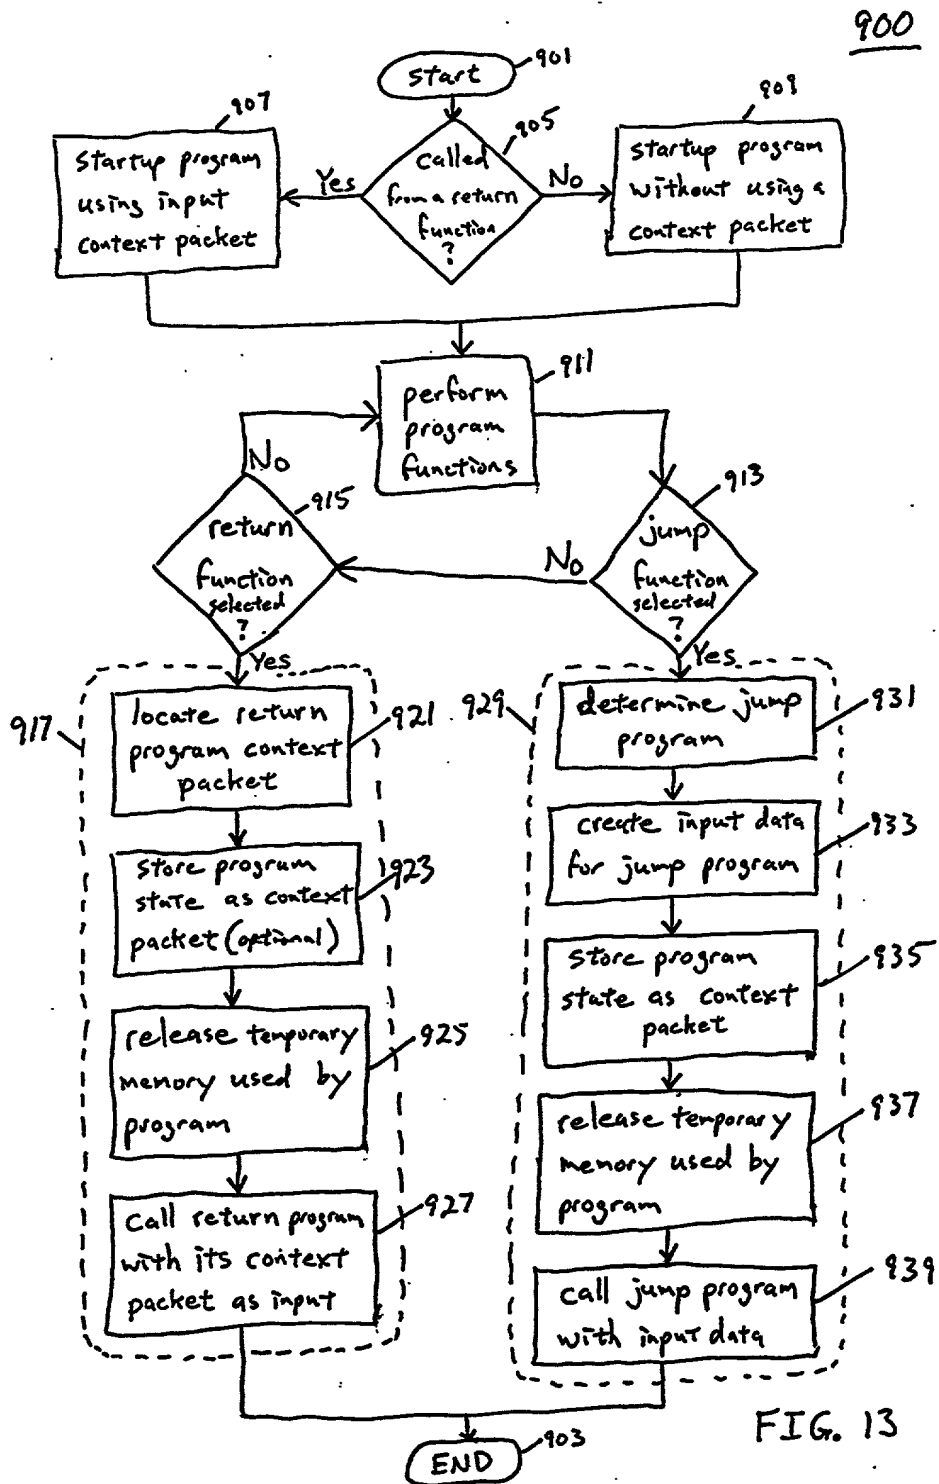 900
901
start
907
startup program
using input
context packet
Yes
905
called
from a return
function
?
No
909
startup program
without using a
context packet
911
perform
program
functions
No
915
return
function
selected
?
Yes
No
913
jump
function
selected
?
Yes
917
locate return
program context
packet
921
store program
state as context
packet (optional)
923
release temporary
memory used by
program
925
call return program
with its context
packet as input
927
929
determine jump
program
931
create input data
for jump program
933
store program
state as context
packet
935
release temporary
memory used by
program
937
call jump program
with input data
939
END
903
FIG. 13